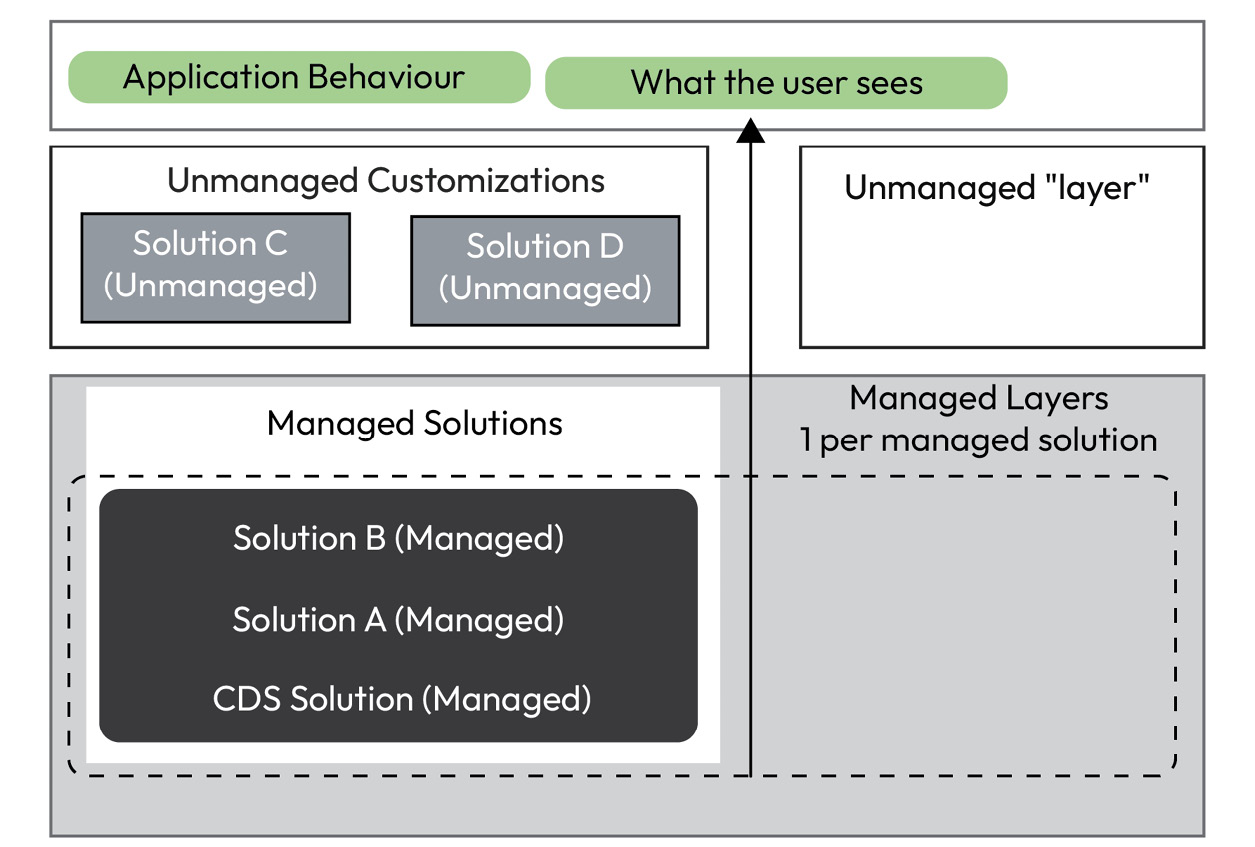 Application Behaviour
What the user sees
Unmanaged Customizations
Solution C
(Unmanaged)
Solution D
(Unmanaged)
Unmanaged "layer"
Managed Solutions
Managed Layers
1 per managed solution
Solution B (Managed)
Solution A (Managed)
CDS Solution (Managed)